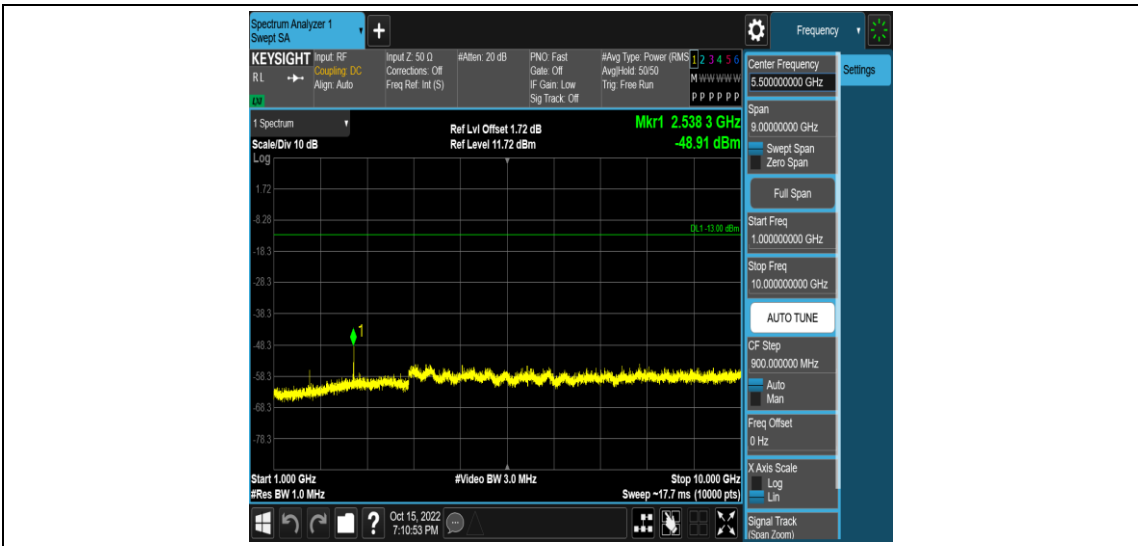 Spectrum Analyzer 1
Swept SA
+
Frequency
KEYSIGHT
RL
LXI
Input: RF
Coupling: DC
Align: Auto
Input Z: 50 Ω
Corrections: Off
Freq Ref: Int (S)
#Atten: 20 dB
PNO: Fast
Gate: Off
IF Gain: Low
Sig Track: Off
#Avg Type: Power (RMS
Avg|Hold: 50/50
Trig: Free Run
1 2 3 4 5 6
M W W W W W
P P P P P P
1 Spectrum
Scale/Div 10 dB
Log
Ref Lvl Offset 1.72 dB
Ref Level 11.72 dBm
Mkr1 2.538 3 GHz
-48.91 dBm
1.72
-8.28
DL1 -13.00 dBm
-18.3
-28.3
-38.3
1
-48.3
-58.3
-68.3
-78.3
Start 1.000 GHz
#Res BW 1.0 MHz
#Video BW 3.0 MHz
Stop 10.000 GHz
Sweep ~17.7 ms (10000 pts)
?
Oct 15, 2022
7:10:53 PM
Center Frequency
5.500000000 GHz
Settings
Span
9.00000000 GHz
Swept Span
Zero Span
Full Span
Start Freq
1.000000000 GHz
Stop Freq
10.000000000 GHz
AUTO TUNE
CF Step
900.000000 MHz
Auto
Man
Freq Offset
0 Hz
X Axis Scale
Log
Lin
Signal Track
(Span Zoom)